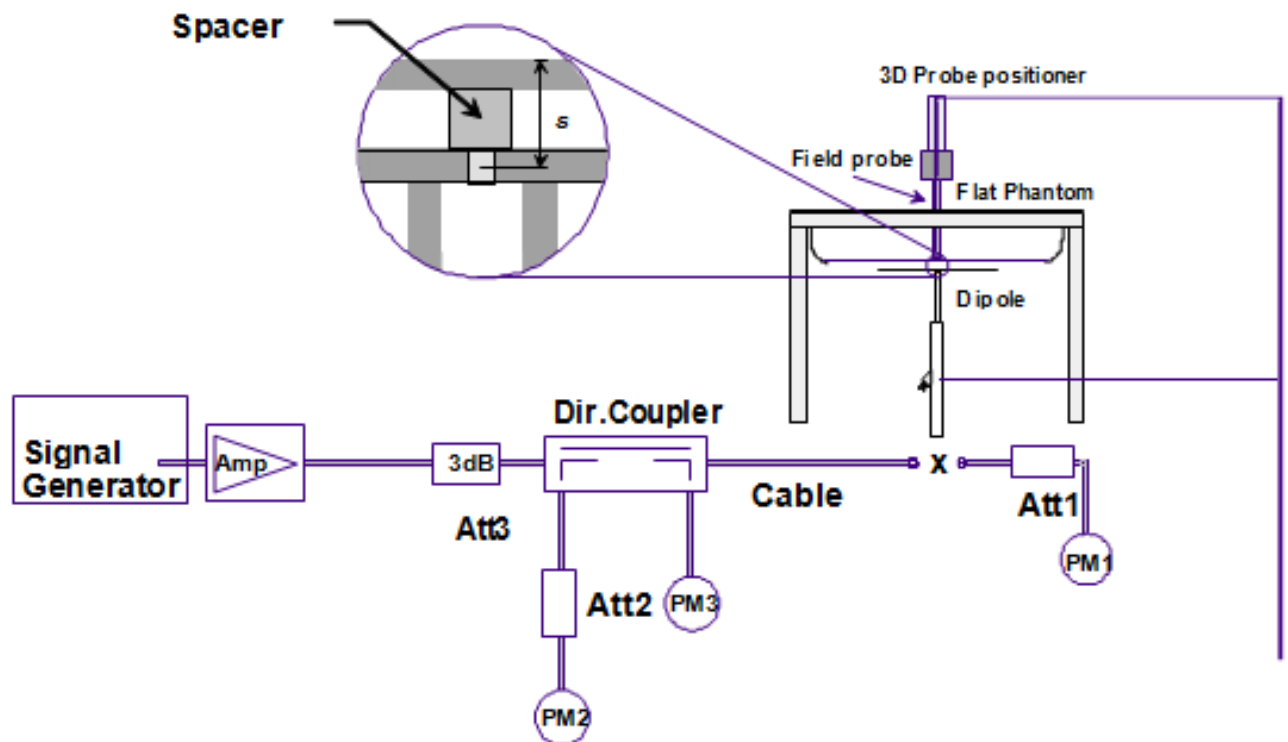 Spacer
s
3D Probe positioner
Field probe
Flat Phantom
Dipole
Dir.Coupler
Signal
Generator
Amp
3dB
x
Cable
Att1
Att3
PM1
Att2
PM3
PM2